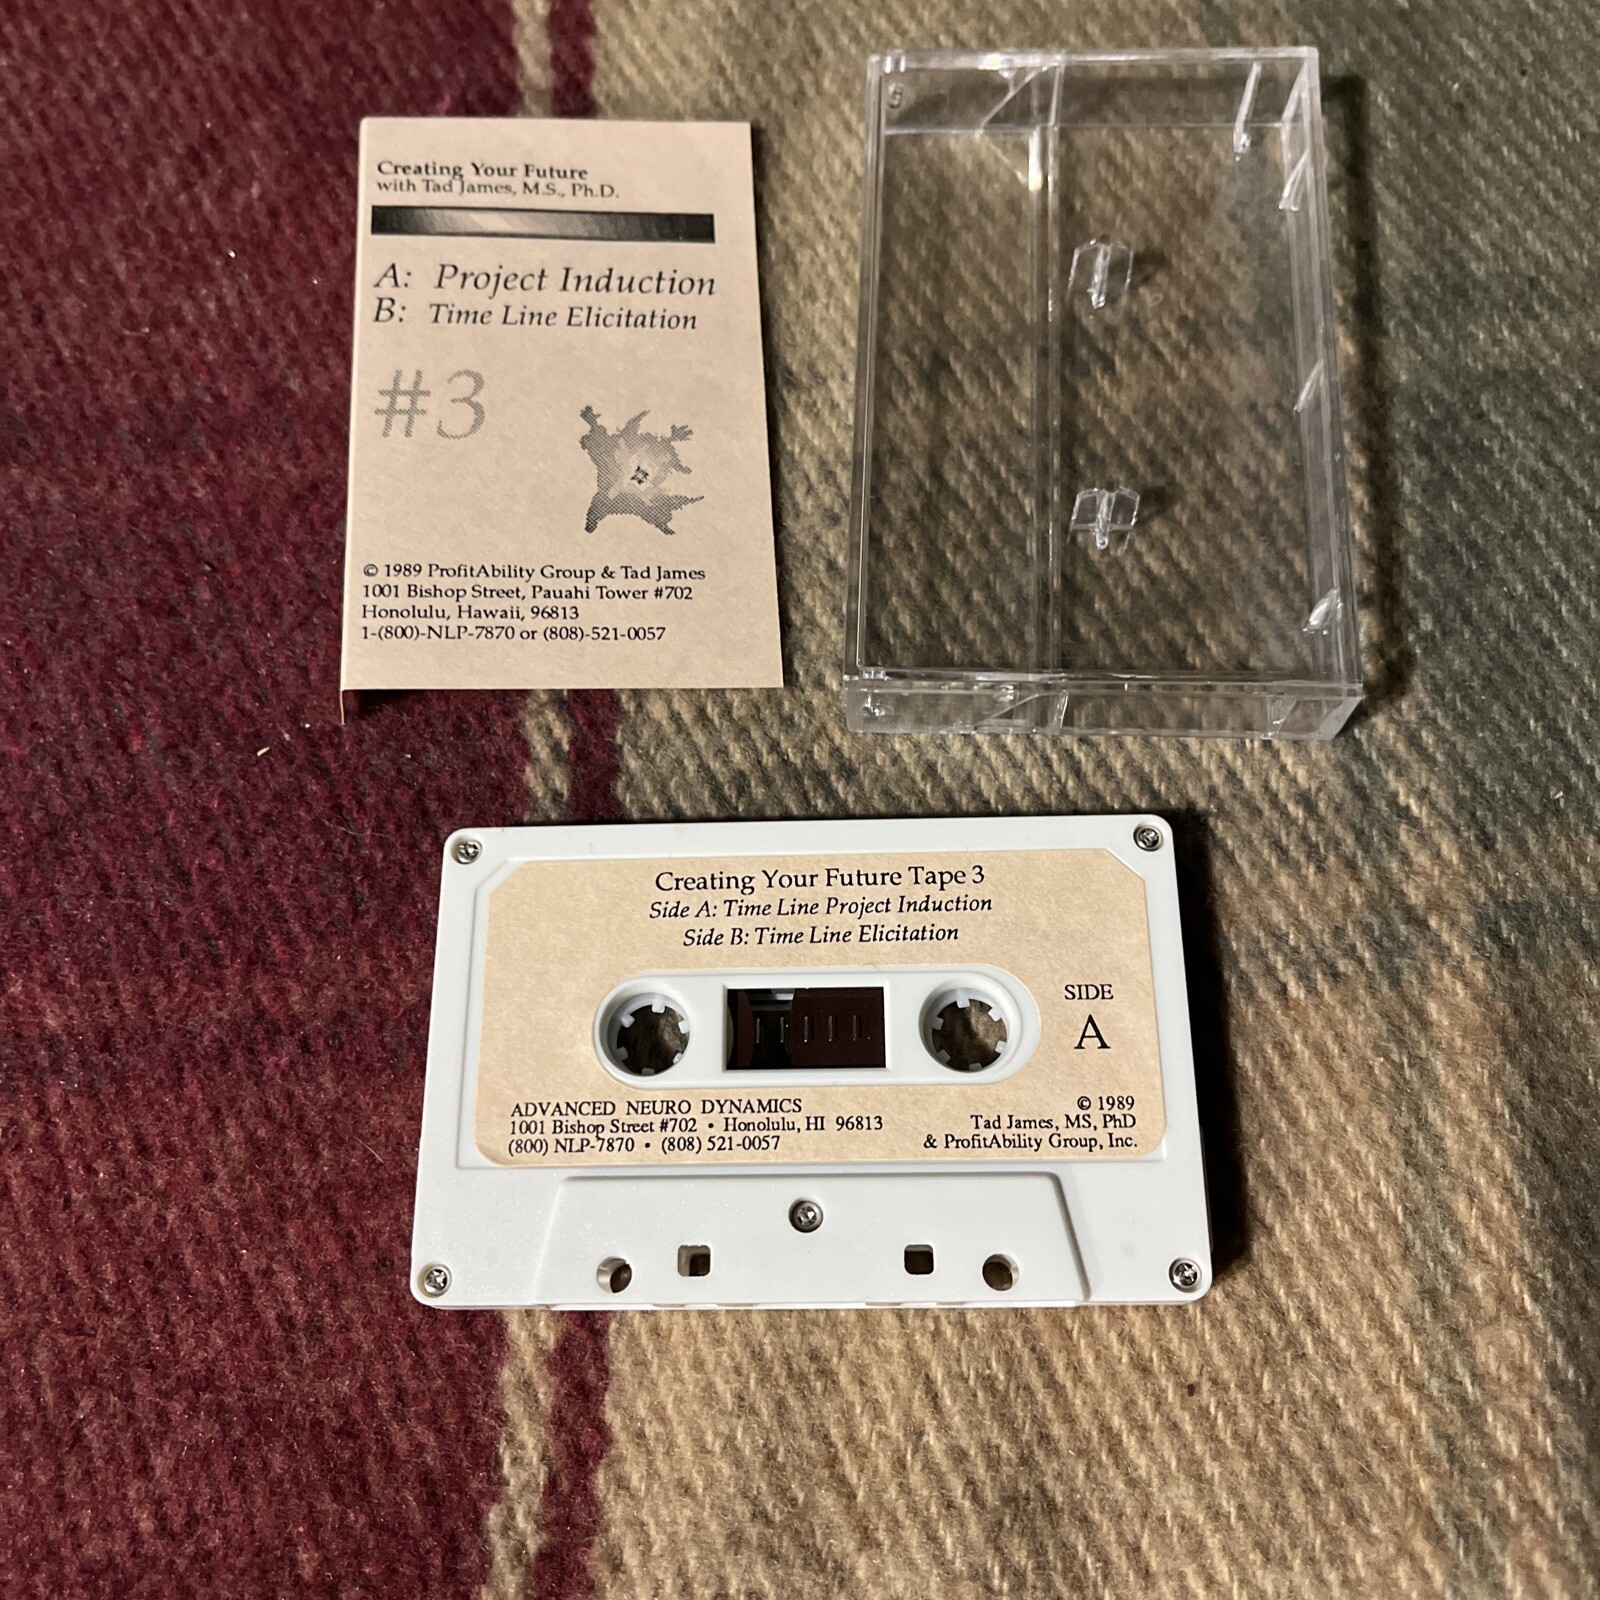 Creating Your Future
with Tad James, M.S., Ph.D.
A: Project Induction
B: Time Line Elicitation
#3
© 1989 ProfitAbility Group & Tad James
1001 Bishop Street, Pauahi Tower #702
Honolulu, Hawaii, 96813
1-(800)-NLP-7870 or (808)-521-0057
Creating Your Future Tape 3
Side A: Time Line Project Induction
Side B: Time Line Elicitation
SIDE
A
ADVANCED NEURO DYNAMICS
1001 Bishop Street #702 • Honolulu, HI 96813
(800) NLP-7870 • (808) 521-0057
© 1989
Tad James, MS, PhD
& ProfitAbility Group, Inc.